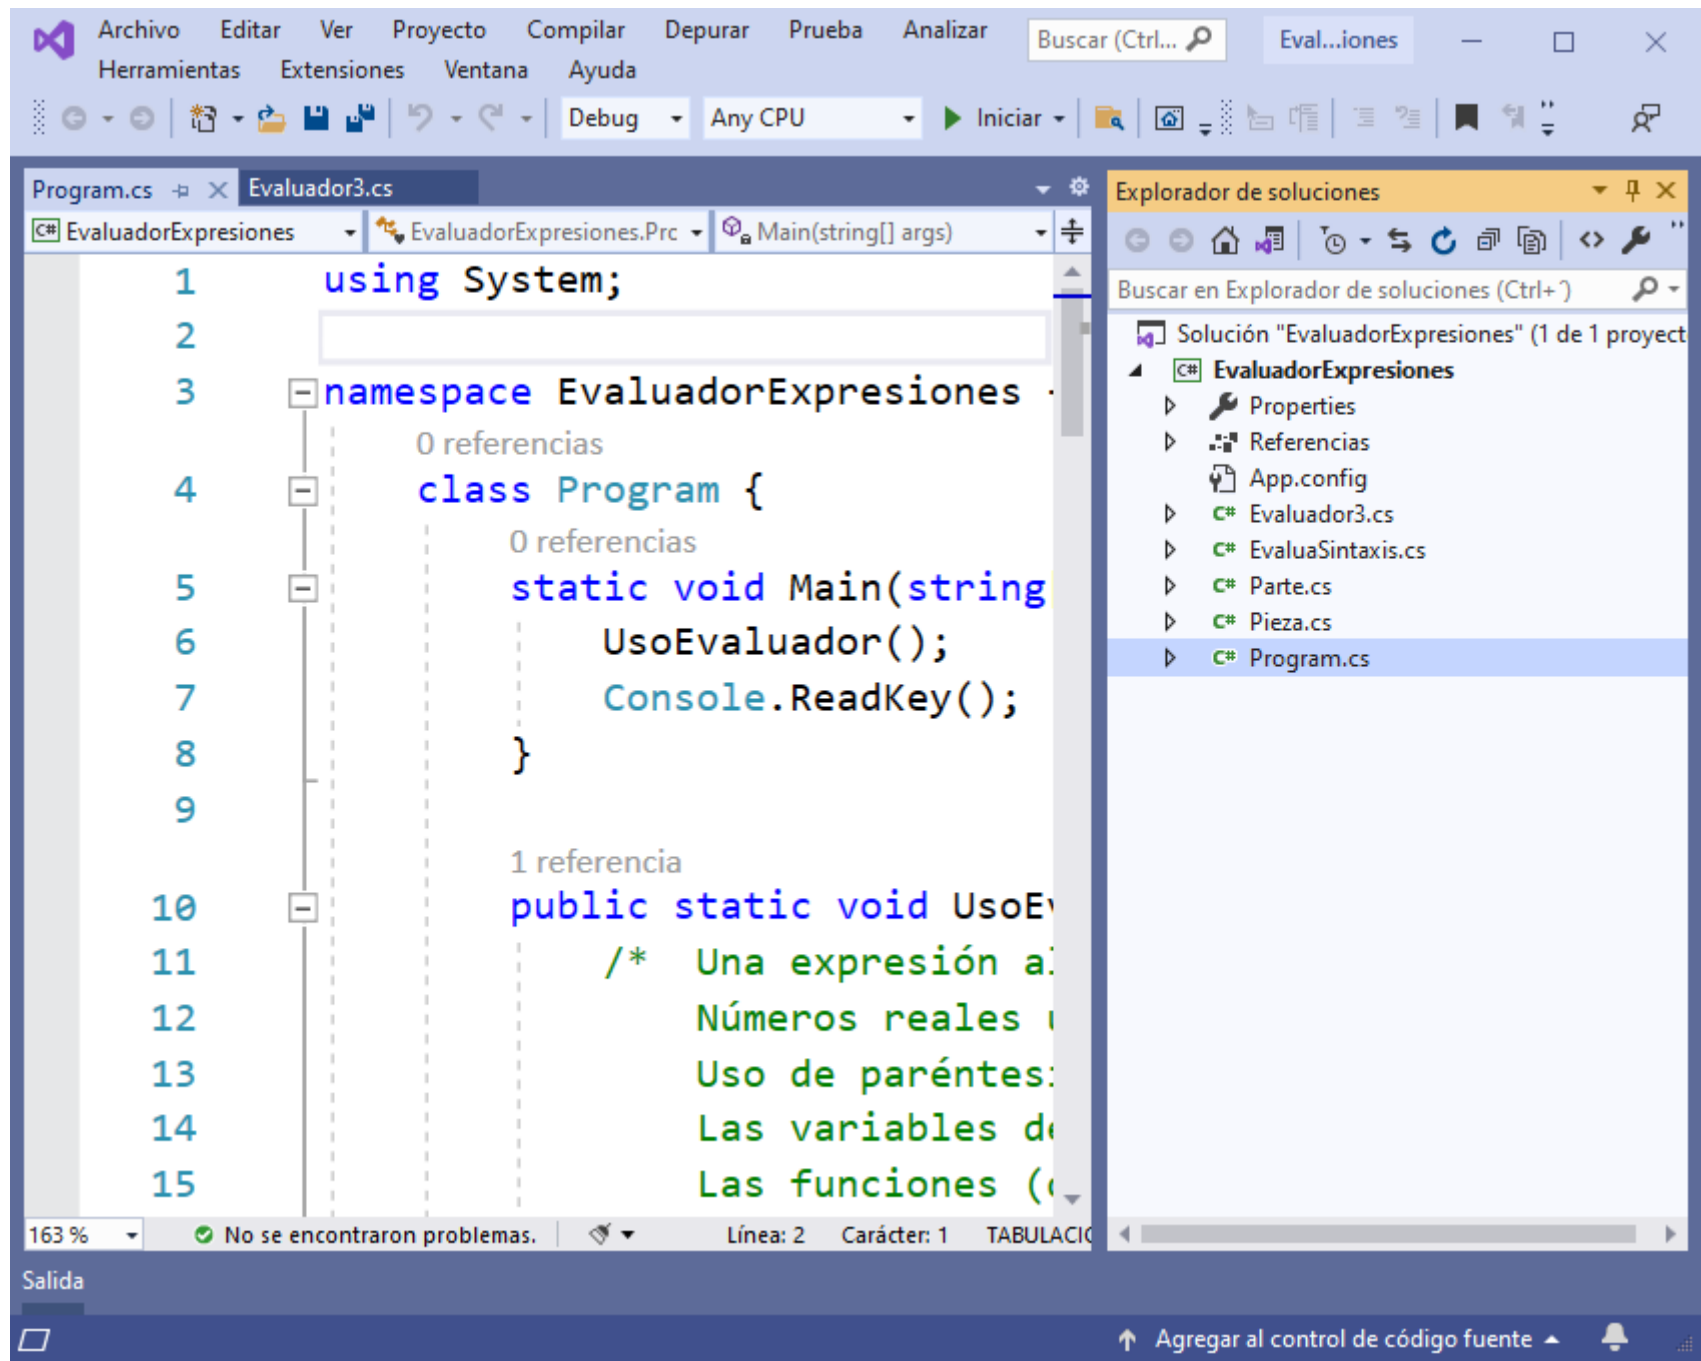 Archivo Editar Ver Proyecto Compilar Depurar Prueba Analizar
Herramientas Extensiones Ventana Ayuda
Buscar (Ctrl...
Eval...iones
Debug Any CPU Iniciar
Program.cs Evaluador3.cs
C# EvaluadorExpresiones EvaluadorExpresiones.Prc Main(string[] args)
1 using System;
2
3 namespace EvaluadorExpresiones
0 referencias
4 class Program {
0 referencias
5 static void Main(string
6 UsoEvaluador();
7 Console.ReadKey();
8 }
9
1 referencia
10 public static void UsoEv
11 /* Una expresión al
12 Números reales u
13 Uso de paréntesi
14 Las variables de
15 Las funciones (c
163 % No se encontraron problemas. Línea: 2 Carácter: 1 TABULACIO
Explorador de soluciones
Buscar en Explorador de soluciones (Ctrl+´)
Solución "EvaluadorExpresiones" (1 de 1 proyect
C# EvaluadorExpresiones
Properties
Referencias
App.config
C# Evaluador3.cs
C# EvaluaSintaxis.cs
C# Parte.cs
C# Pieza.cs
C# Program.cs
Salida
Agregar al control de código fuente